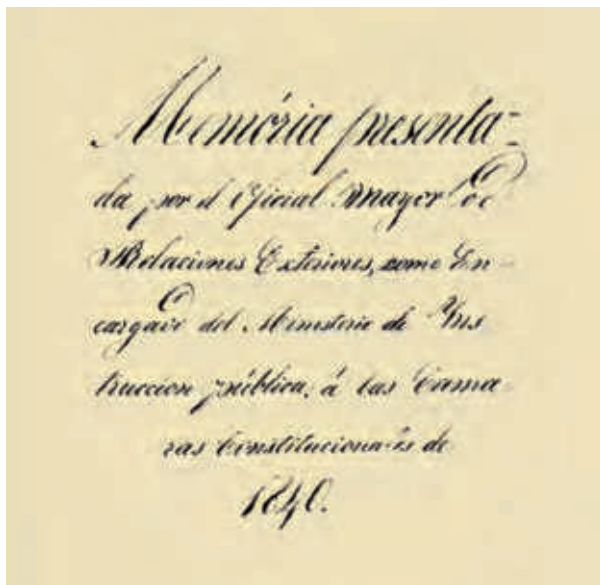 Memória presenta=
da por el Oficial Mayor de
Relaciones Exteriores, como En-
cargado del Ministerio de Yns
truccion pública, á las Cama
ras Constitucionales de
1840.